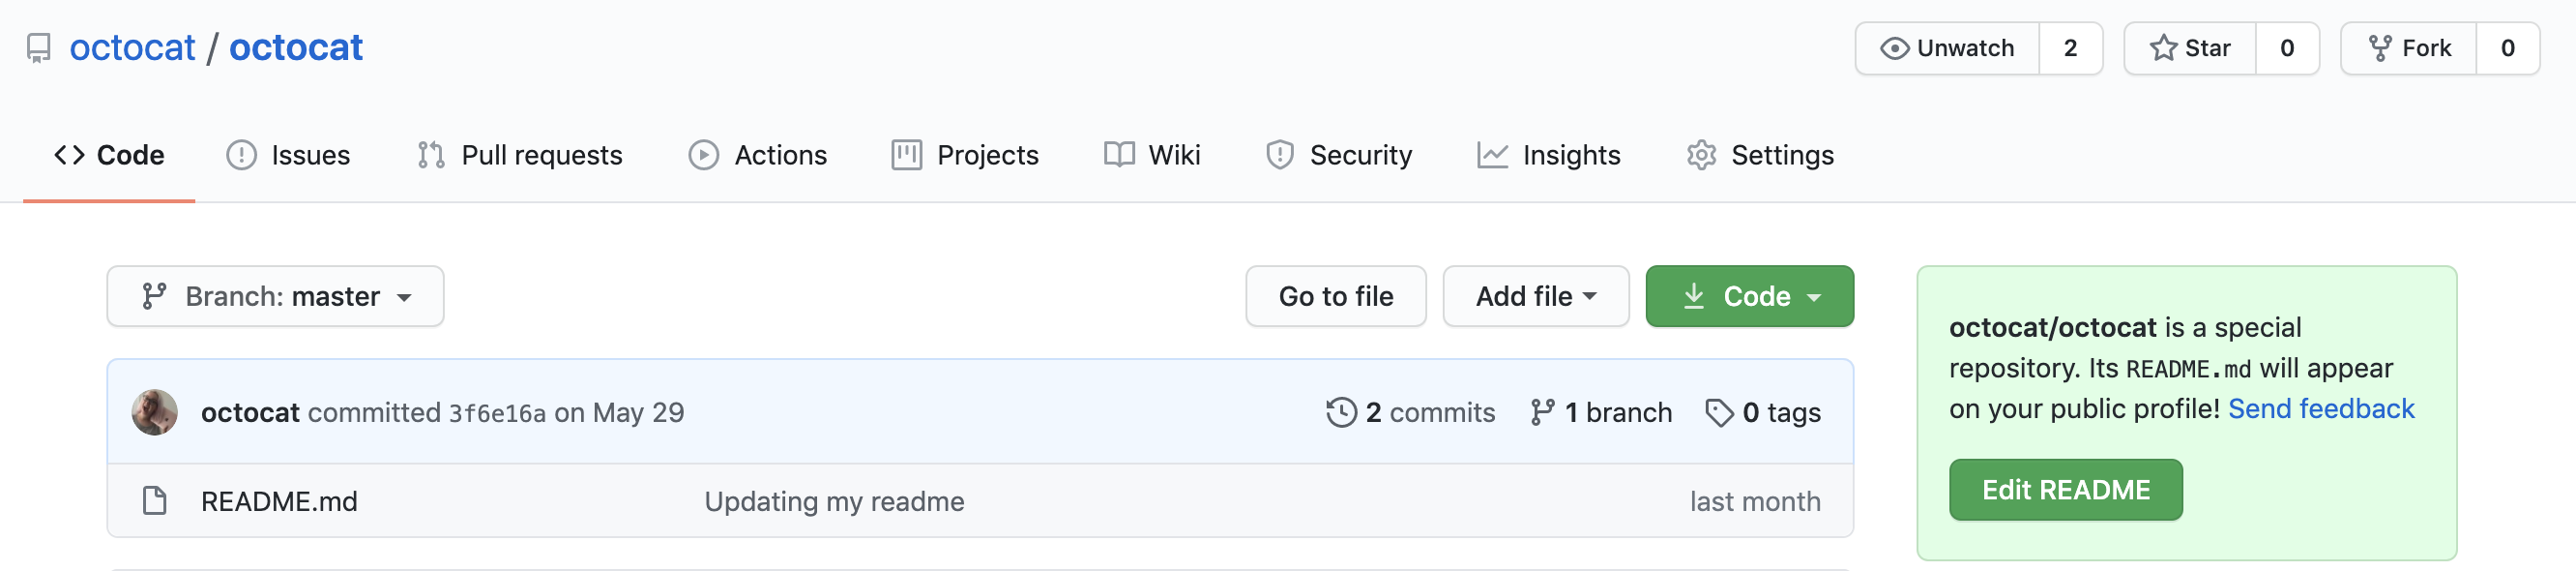 octocat / octocat
Unwatch 2 Star 0 Fork 0
Code Issues Pull requests Actions Projects Wiki Security Insights Settings
Branch: master Go to file Add file Code
octocat committed 3f6e16a on May 29 2 commits 1 branch 0 tags
README.md Updating my readme last month
octocat/octocat is a special
repository. Its README.md will appear
on your public profile! Send feedback
Edit README